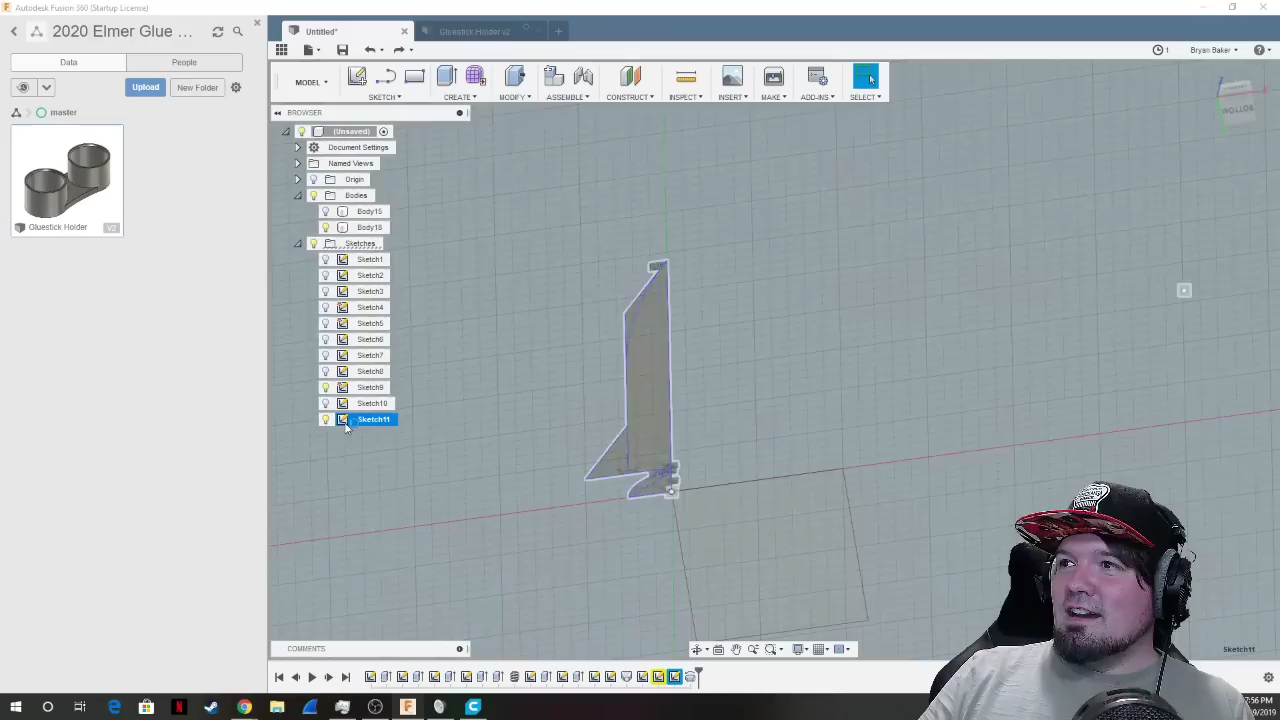 Autodesk Fusion 360 (Startup License)
2020 Elmer Glue ...
Data People
Upload New Folder
master
Gluestick Holder V2
Untitled*
Gluestick Holder v2
1 Bryan Baker
MODEL
SKETCH CREATE MODIFY ASSEMBLE CONSTRUCT INSPECT INSERT MAKE ADD-INS SELECT
BROWSER
(Unsaved)
Document Settings
Named Views
Origin
Bodies
Body15
Body16
Sketches
Sketch1
Sketch2
Sketch3
Sketch4
Sketch5
Sketch6
Sketch7
Sketch8
Sketch9
Sketch10
Sketch11
BOTTOM
COMMENTS
Sketch11